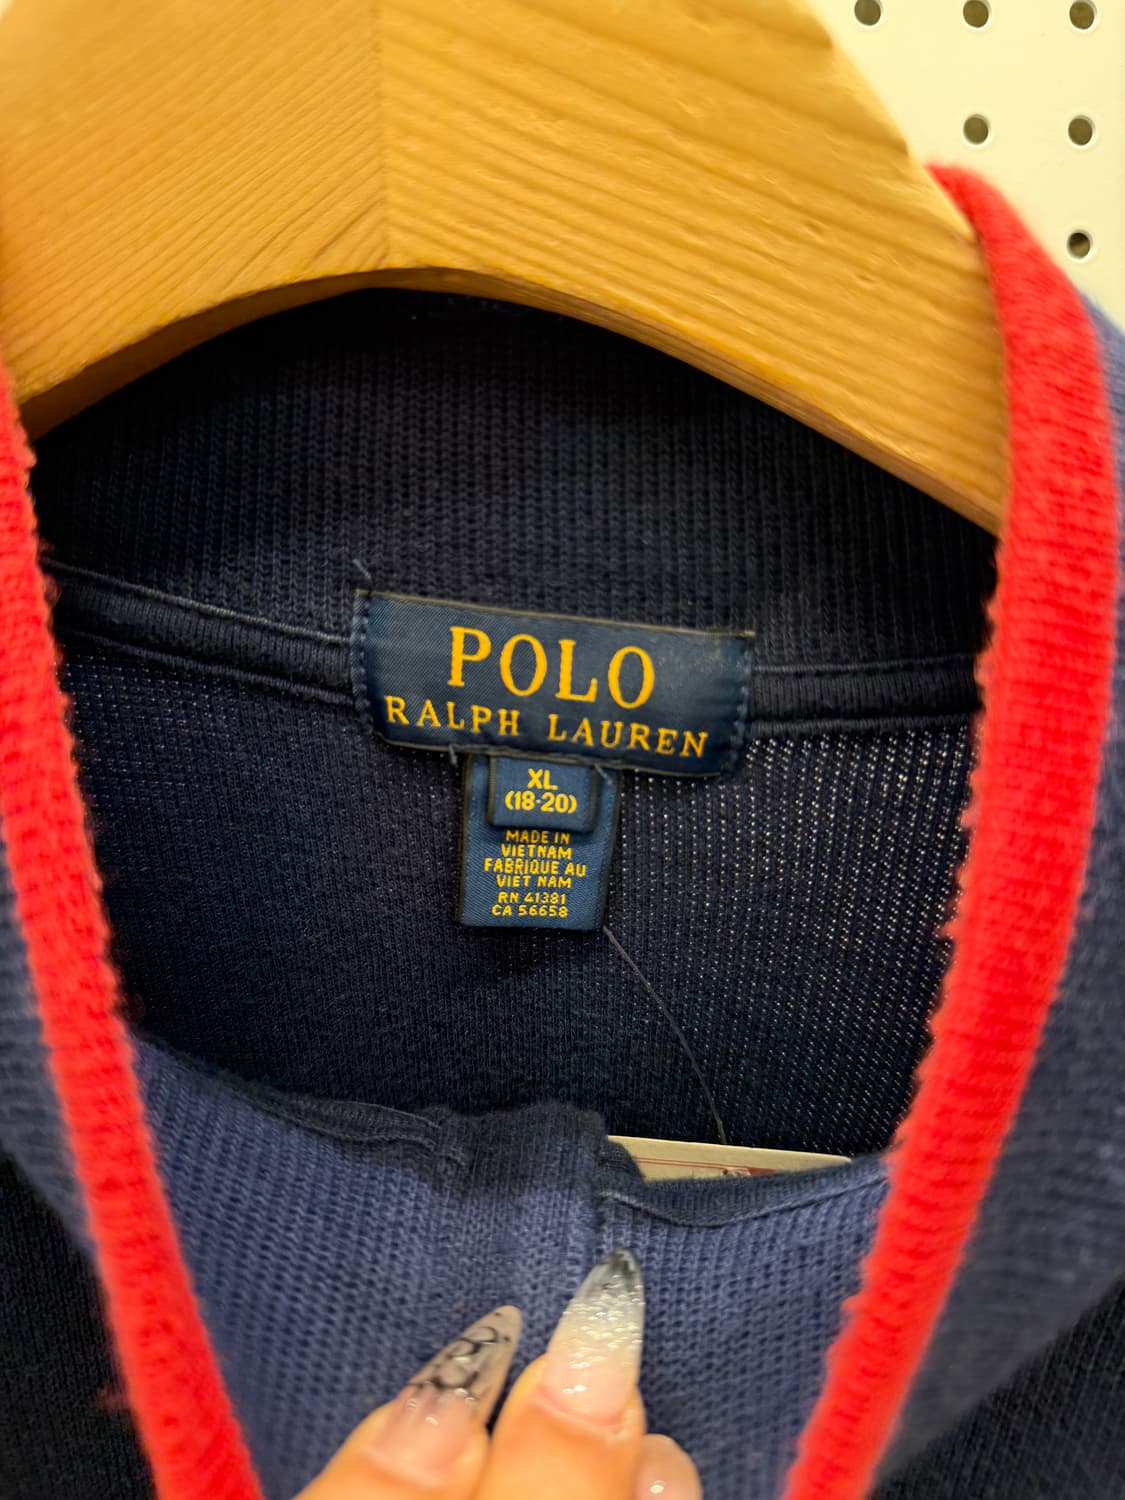 POLO
RALPH LAUREN
XL
(18-20)
MADE IN
VIETNAM
FABRIQUE AU
VIET NAM
RN 41381
CA 56658